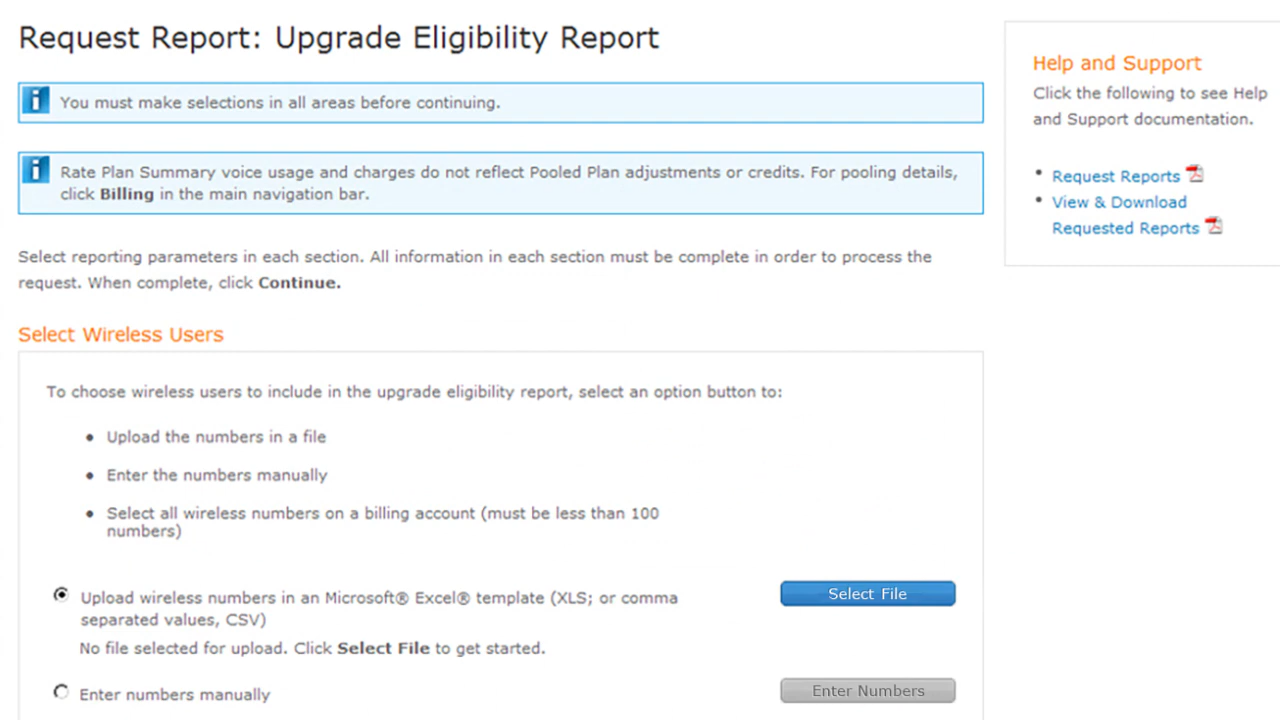 Request Report: Upgrade Eligibility Report
You must make selections in all areas before continuing.
Rate Plan Summary voice usage and charges do not reflect Pooled Plan adjustments or credits. For pooling details,
click Billing in the main navigation bar.
Select reporting parameters in each section. All information in each section must be complete in order to process the
request. When complete, click Continue.
Select Wireless Users
To choose wireless users to include in the upgrade eligibility report, select an option button to:
• Upload the numbers in a file
• Enter the numbers manually
• Select all wireless numbers on a billing account (must be less than 100
numbers)
Upload wireless numbers in an Microsoft® Excel® template (XLS; or comma
separated values, CSV)
Select File
No file selected for upload. Click Select File to get started.
Enter numbers manually
Enter Numbers
Help and Support
Click the following to see Help
and Support documentation.
• Request Reports
• View & Download
Requested Reports